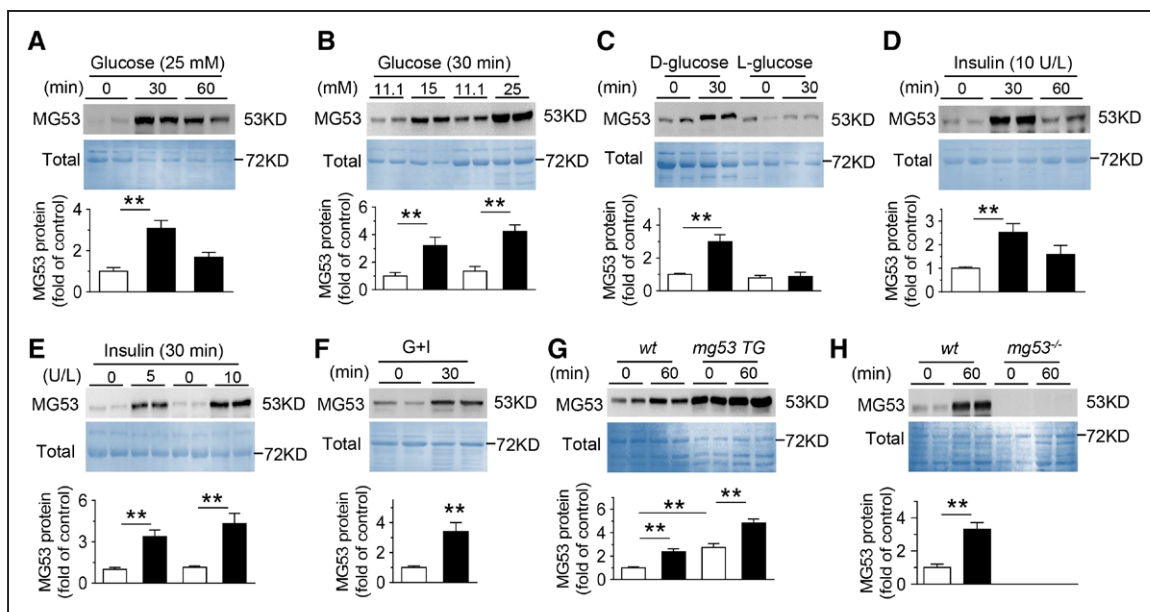 A
Glucose (25 mM)
(min) 0 30 60
MG53 53KD
Total 72KD
MG53 protein
(fold of control)
4
2
0
**
B
Glucose (30 min)
(mM) 11.1 15 11.1 25
MG53 53KD
Total 72KD
MG53 protein
(fold of control)
6
4
2
0
** **
C
D-glucose L-glucose
(min) 0 30 0 30
MG53 53KD
Total 72KD
MG53 protein
(fold of control)
4
2
0
**
D
Insulin (10 U/L)
(min) 0 30 60
MG53 53KD
Total 72KD
MG53 protein
(fold of control)
3
2
1
0
**
E
Insulin (30 min)
(U/L) 0 5 0 10
MG53 53KD
Total 72KD
MG53 protein
(fold of control)
6
4
2
0
** **
F
G+I
(min) 0 30
MG53 53KD
Total 72KD
MG53 protein
(fold of control)
4
2
0
**
G
wt mg53 TG
(min) 0 60 0 60
MG53 53KD
Total 72KD
MG53 protein
(fold of control)
6
4
2
0
** ** **
H
wt mg53-/-
(min) 0 60 0 60
MG53 53KD
Total 72KD
MG53 protein
(fold of control)
4
2
0
**